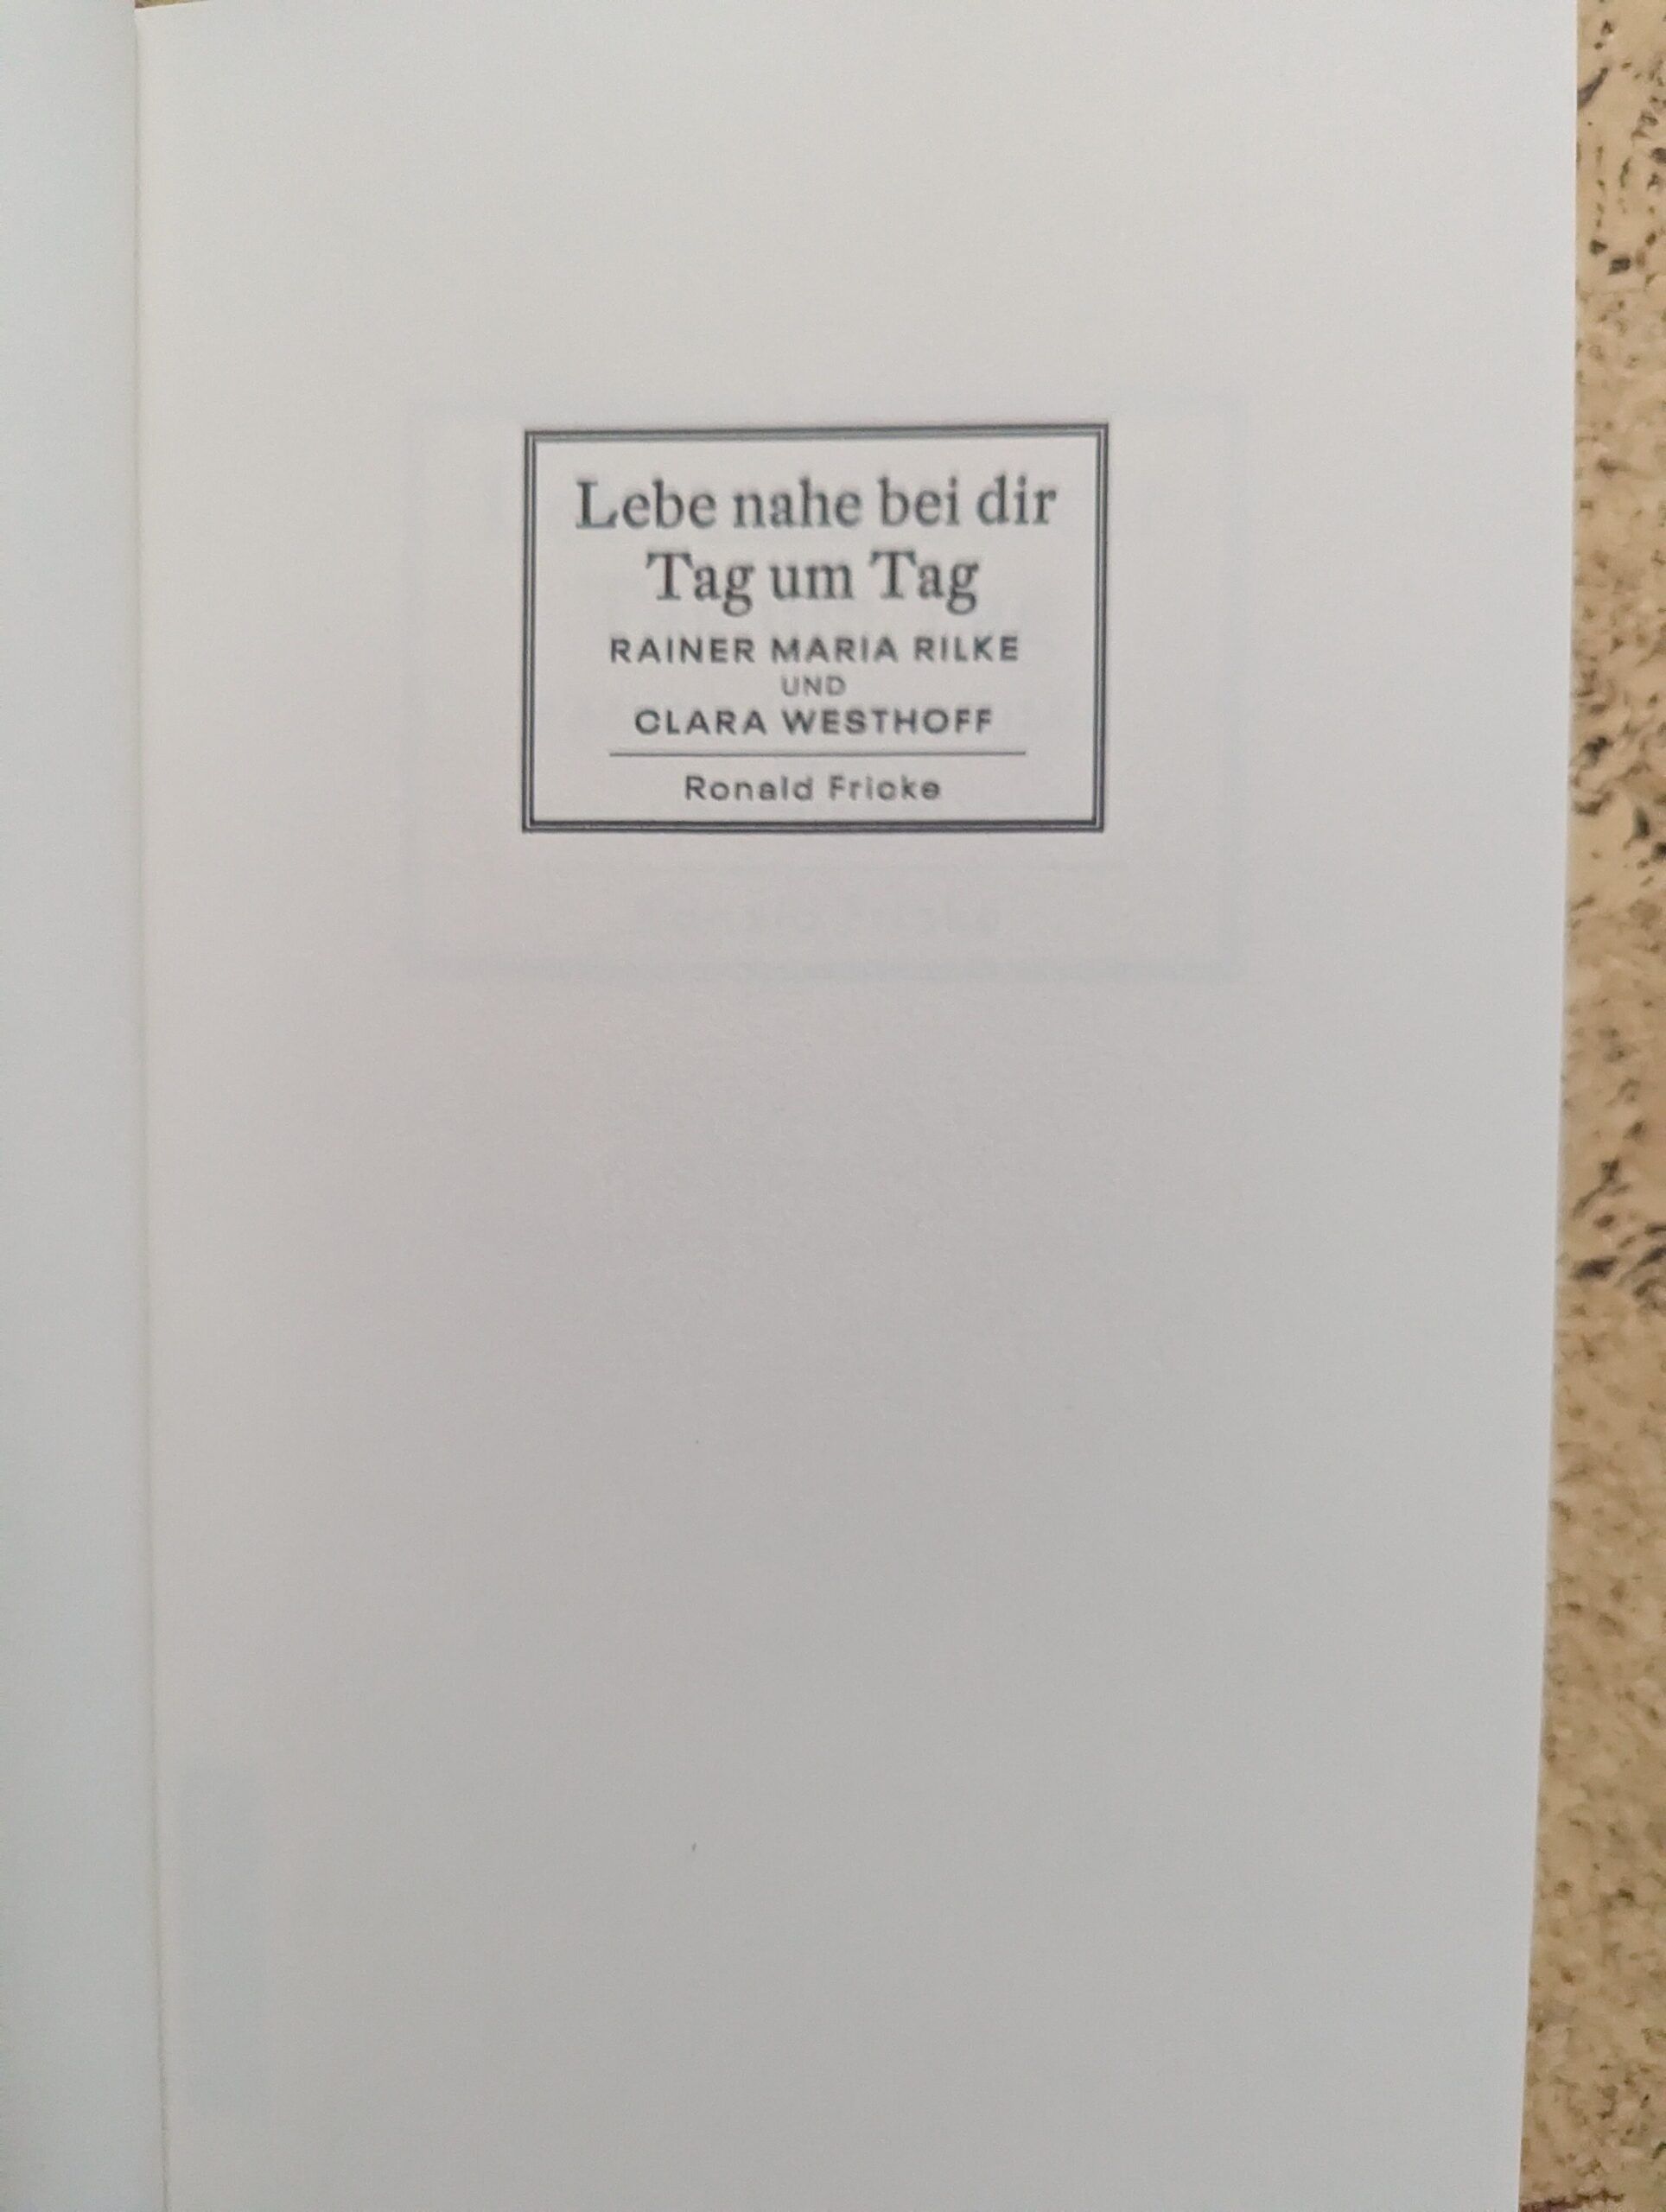 Lebe nahe bei dir
Tag um Tag
RAINER MARIA RILKE
UND
CLARA WESTHOFF
Ronald Fricke